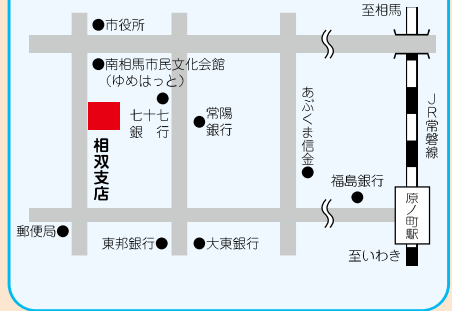 至相馬
市役所
南相馬市民文化会館
（ゆめはっと）
七十七
銀　行
常陽
銀行
あぶくま信金
JR常磐線
相双支店
福島銀行
原ノ町駅
郵便局
東邦銀行
大東銀行
至いわき